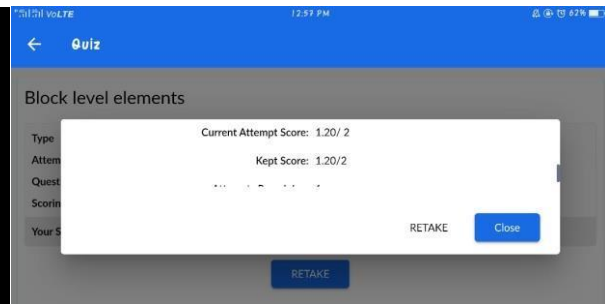 VoLTE 12:57 PM 62%
Quiz
Block level elements
Type
Attem
Quest
Scorin
Your S
Current Attempt Score: 1.20/ 2
Kept Score: 1.20/2
RETAKE Close
RETAKE